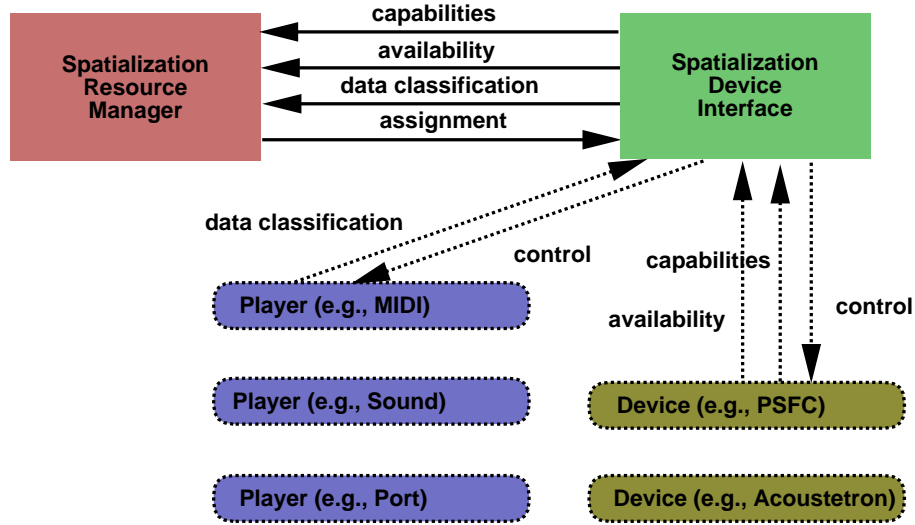 capabilities
availability
data classification
assignment
Spatialization
Resource
Manager
Spatialization
Device
Interface
data classification
control
capabilities
availability
control
Player (e.g., MIDI)
Player (e.g., Sound)
Device (e.g., PSFC)
Player (e.g., Port)
Device (e.g., Acoustetron)